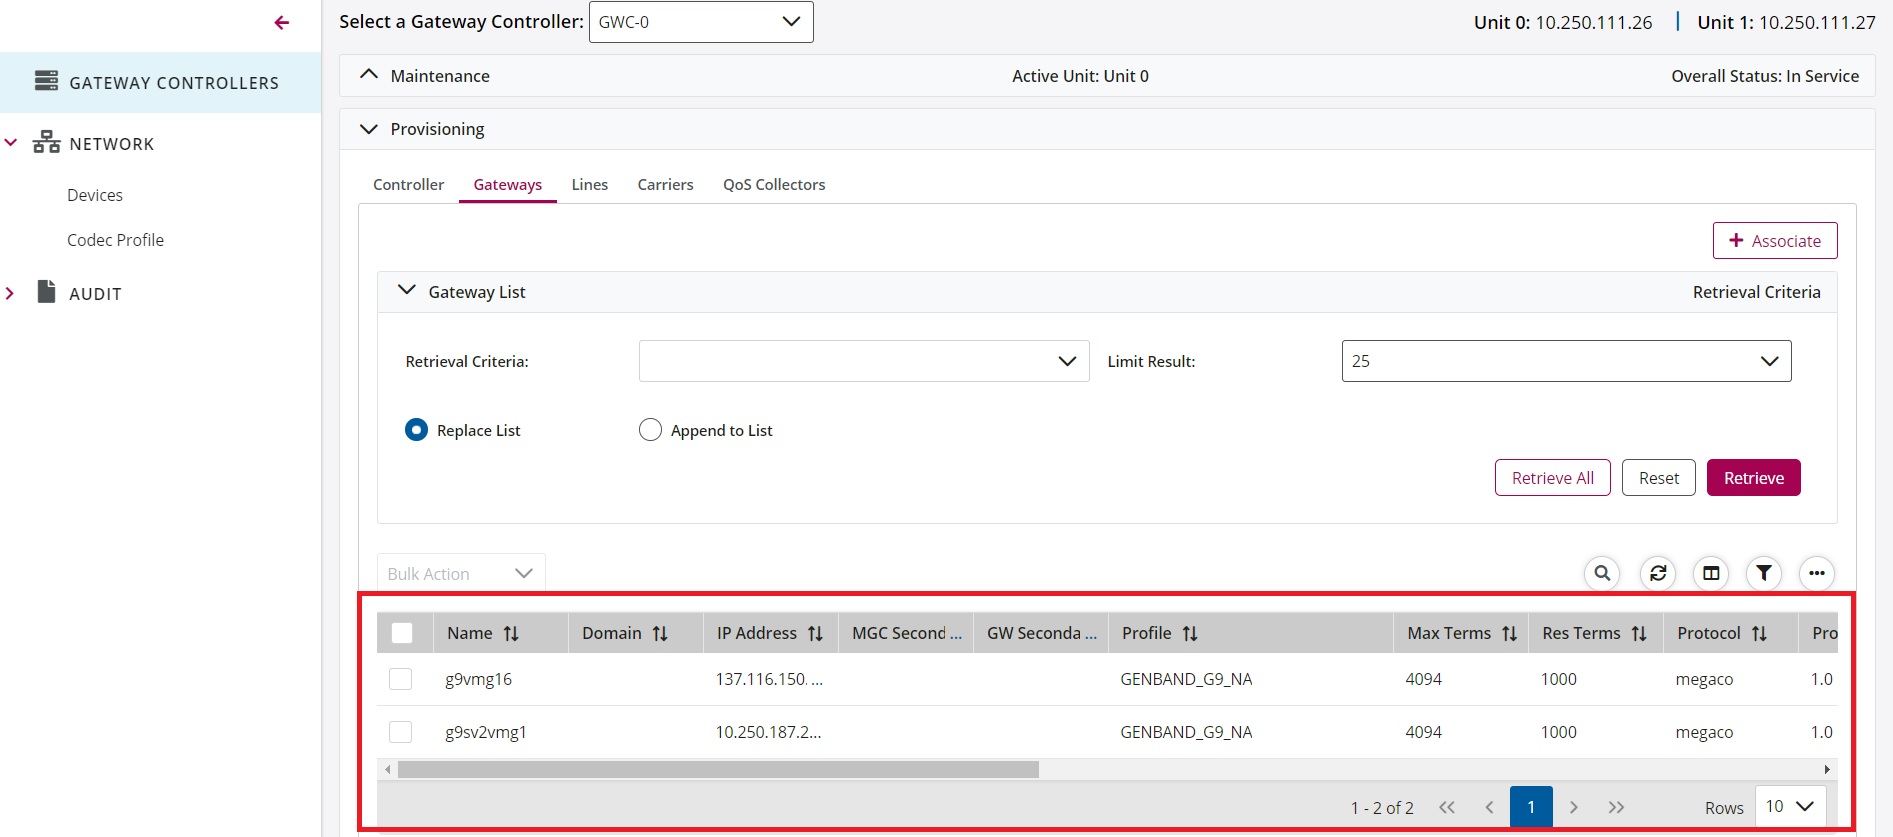 Select a Gateway Controller: GWC-0 Unit 0: 10.250.111.26 | Unit 1: 10.250.111.27
GATEWAY CONTROLLERS
NETWORK
Devices
Codec Profile
AUDIT
Maintenance Active Unit: Unit 0 Overall Status: In Service
Provisioning
Controller Gateways Lines Carriers QoS Collectors
+ Associate
Gateway List Retrieval Criteria
Retrieval Criteria: Limit Result: 25
Replace List Append to List
Retrieve All Reset Retrieve
Bulk Action
Name Domain IP Address MGC Second ... GW Seconda ... Profile Max Terms Res Terms Protocol Pro
g9vmg16 137.116.150. ... GENBAND_G9_NA 4094 1000 megaco 1.0
g9sv2vmg1 10.250.187.2... GENBAND_G9_NA 4094 1000 megaco 1.0
1 - 2 of 2 << < 1 > >> Rows 10